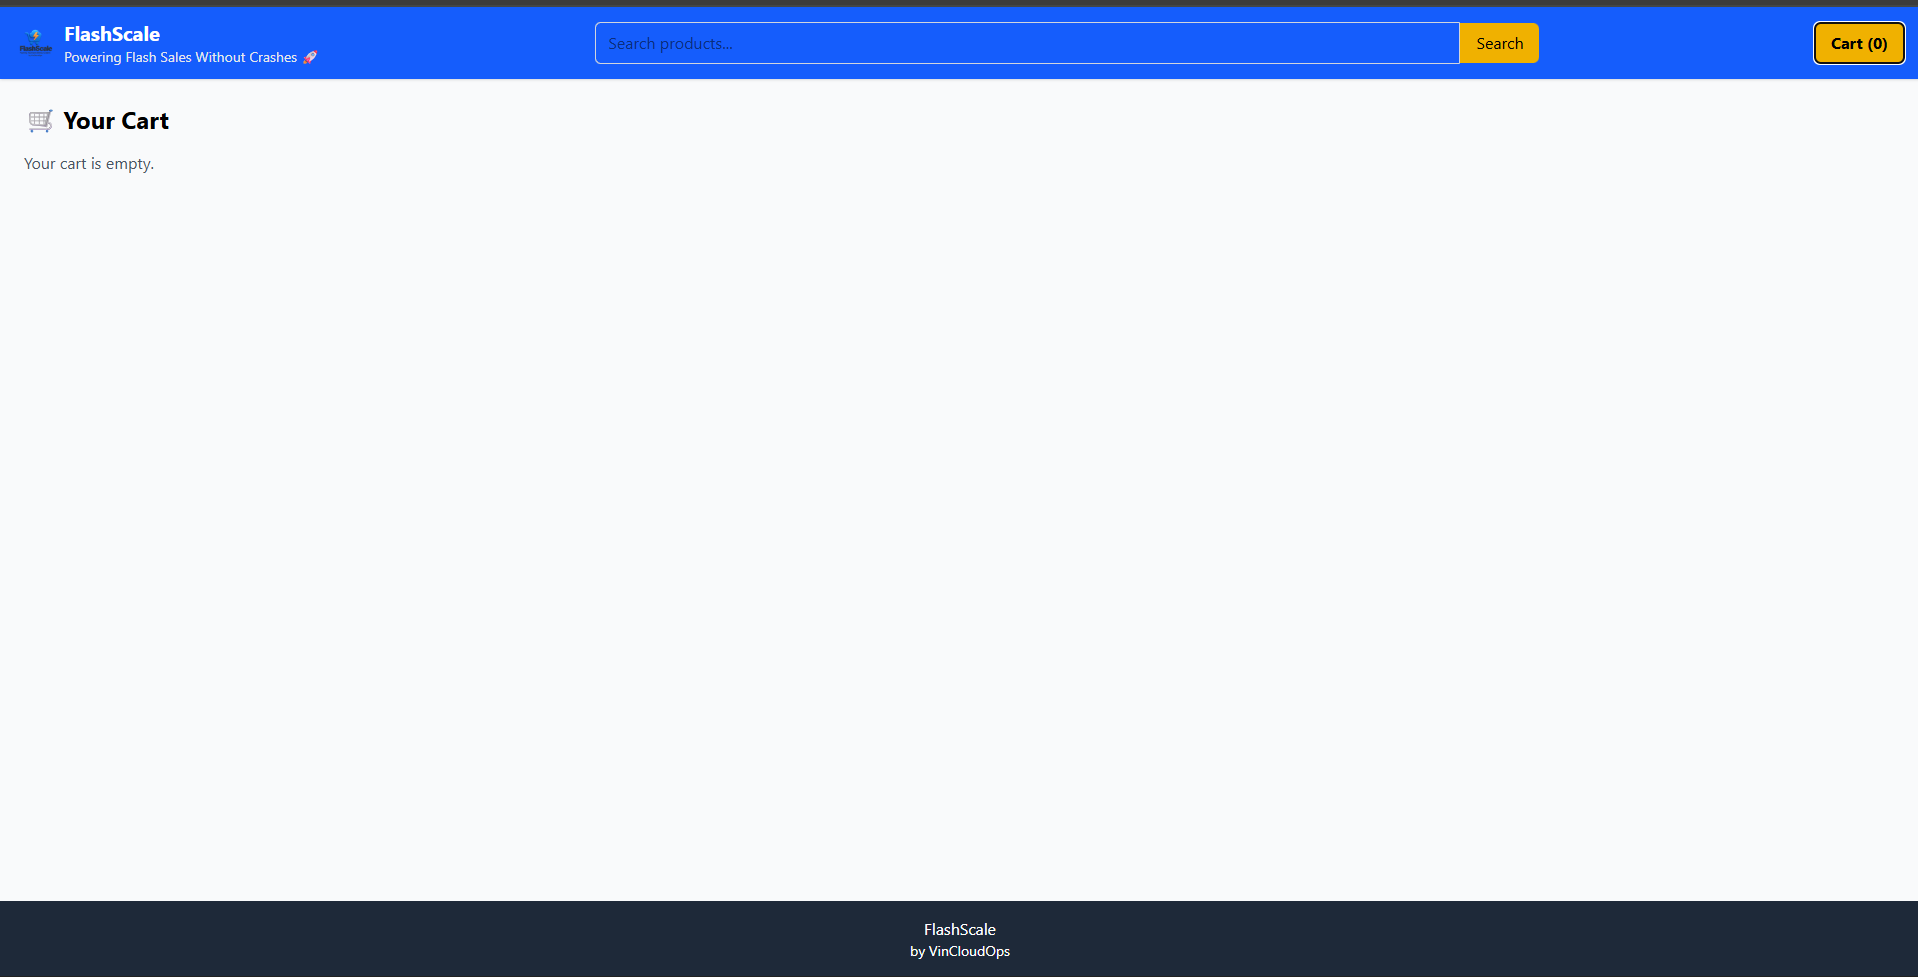 FlashScale
Powering Flash Sales Without Crashes 🚀
Search products...
Search
Cart (0)
🛒 Your Cart
Your cart is empty.
FlashScale
by VinCloudOps